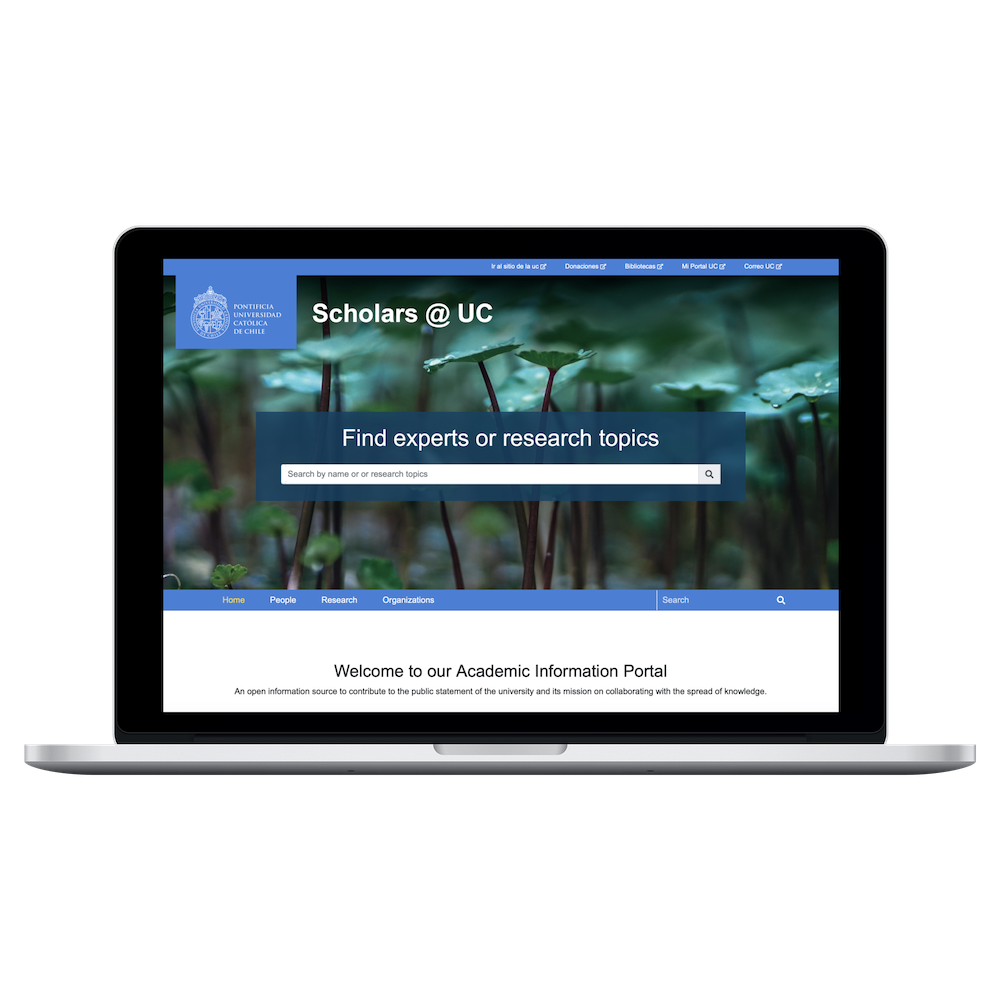 Ir al sitio de la uc
Donaciones
Bibliotecas
Mi Portal UC
Correo UC
PONTIFICIA
UNIVERSIDAD
CATÓLICA
DE CHILE
Scholars @ UC
Find experts or research topics
Search by name or or research topics
Home
People
Research
Organizations
Search
Welcome to our Academic Information Portal
An open information source to contribute to the public statement of the university and its mission on collaborating with the spread of knowledge.